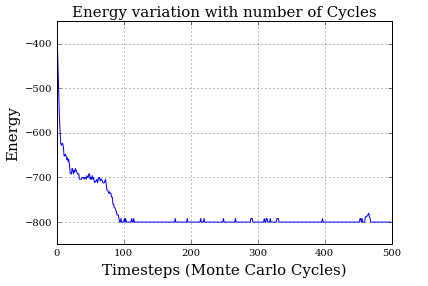 Energy variation with number of Cycles
−400
−500
−600
−700
−800
Energy
0 100 200 300 400 500
Timesteps (Monte Carlo Cycles)